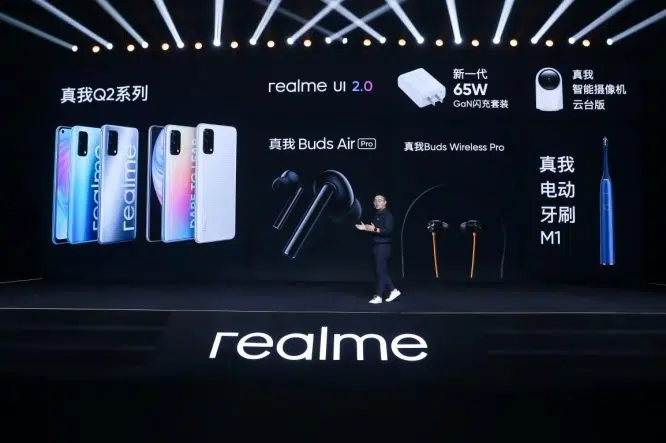 真我Q2系列
realme
realme
DARE TO LEAP
realme UI 2.0
新一代
65W
GaN闪充套装
真我
智能摄像机
云台版
真我 Buds Air Pro
真我Buds Wireless Pro
真我
电动
牙刷
M1
realme